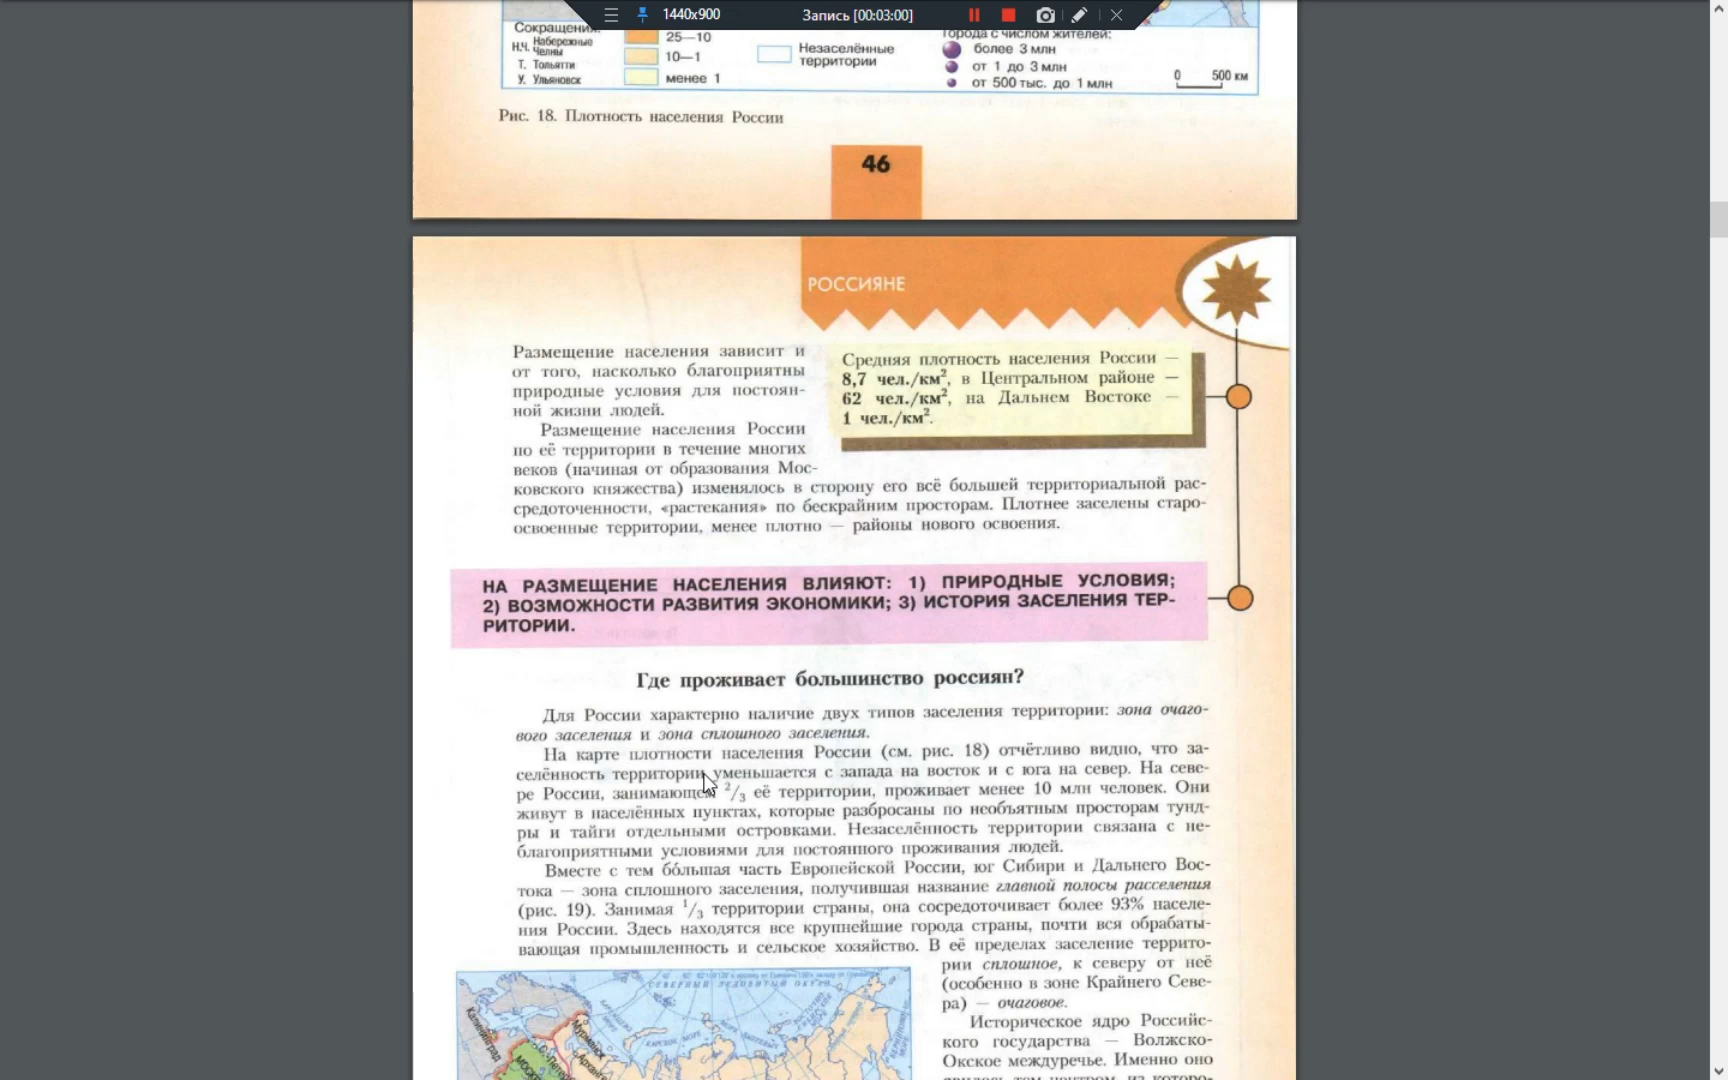 1440x900
Запись [00:03:00]
Сокращения:
Н.Ч. Набережные Челны
Т. Тольятти
У. Ульяновск
25—10
10—1
менее 1
Незаселённые
территории
Города с числом жителей:
более 3 млн
от 1 до 3 млн
от 500 тыс. до 1 млн
0 500 км
Рис. 18. Плотность населения России
46
РОССИЯНЕ
Размещение населения зависит и
от того, насколько благоприятны
природные условия для постоян-
ной жизни людей.
Размещение населения России
по её территории в течение многих
веков (начиная от образования Мос-
ковского княжества) изменялось в сторону его всё большей территориальной рас-
средоточенности, «растекания» по бескрайним просторам. Плотнее заселены старо-
освоенные территории, менее плотно — районы нового освоения.
Средняя плотность населения России —
8,7 чел./км², в Центральном районе —
62 чел./км², на Дальнем Востоке —
1 чел./км².
НА РАЗМЕЩЕНИЕ НАСЕЛЕНИЯ ВЛИЯЮТ: 1) ПРИРОДНЫЕ УСЛОВИЯ;
2) ВОЗМОЖНОСТИ РАЗВИТИЯ ЭКОНОМИКИ; 3) ИСТОРИЯ ЗАСЕЛЕНИЯ ТЕР-
РИТОРИИ.
Где проживает большинство россиян?
Для России характерно наличие двух типов заселения территории: зона очаго-
вого заселения и зона сплошного заселения.
На карте плотности населения России (см. рис. 18) отчётливо видно, что за-
селённость территории уменьшается с запада на восток и с юга на север. На севе-
ре России, занимающем 2/3 её территории, проживает менее 10 млн человек. Они
живут в населённых пунктах, которые разбросаны по необъятным просторам тунд-
ры и тайги отдельными островками. Незаселённость территории связана с не-
благоприятными условиями для постоянного проживания людей.
Вместе с тем бо́льшая часть Европейской России, юг Сибири и Дальнего Вос-
тока — зона сплошного заселения, получившая название главной полосы расселения
(рис. 19). Занимая 1/3 территории страны, она сосредоточивает более 93% населе-
ния России. Здесь находятся все крупнейшие города страны, почти вся обрабаты-
вающая промышленность и сельское хозяйство. В её пределах заселение террито-
рии сплошное, к северу от неё
(особенно в зоне Крайнего Севе-
ра) — очаговое.
Историческое ядро Российс-
кого государства — Волжско-
Окское междуречье. Именно оно
СЕВЕРНЫЙ ЛЕДОВИТЫЙ ОКЕАН
КАРСКОЕ МОРЕ
Калининград
Мурманск